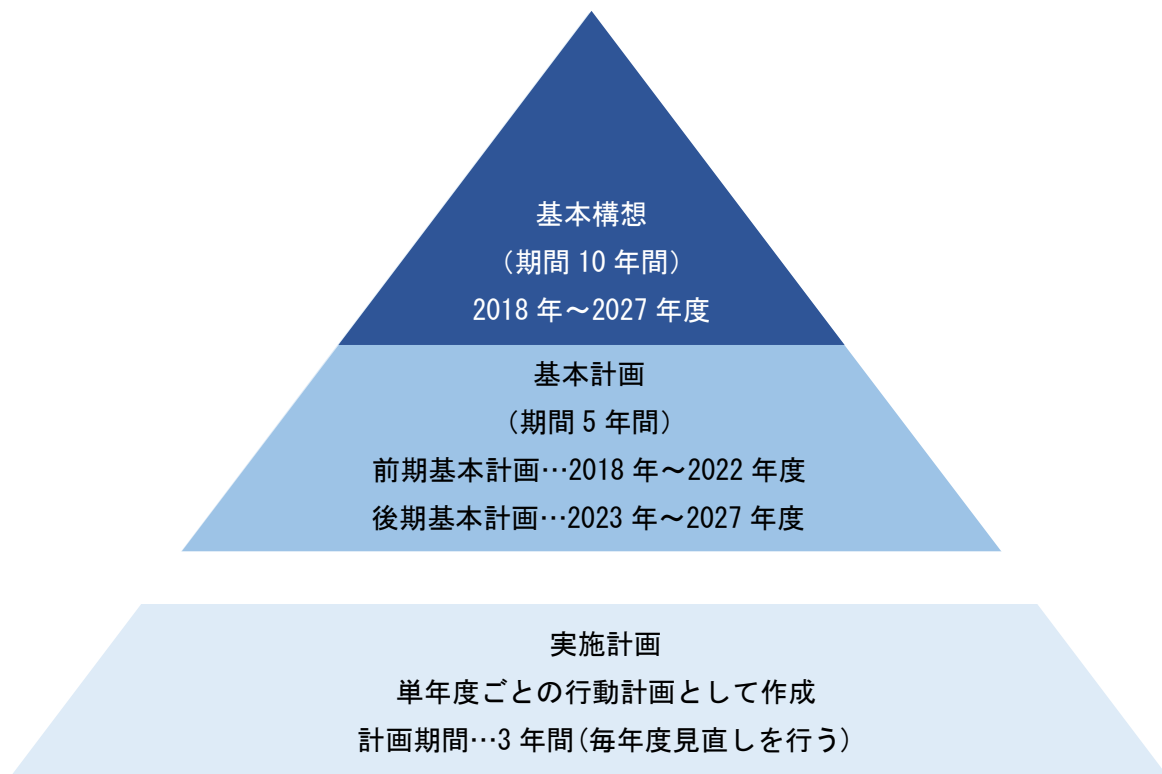 基本構想
（期間 10 年間）
2018 年～2027 年度
基本計画
（期間 5 年間）
前期基本計画…2018 年～2022 年度
後期基本計画…2023 年～2027 年度
実施計画
単年度ごとの行動計画として作成
計画期間…3 年間(毎年度見直しを行う)